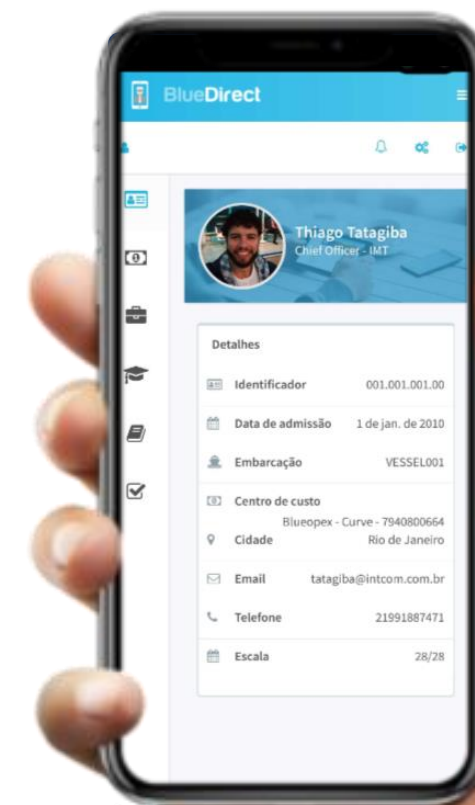 BlueDirect
Thiago Tatagiba
Chief Officer - IMT
Detalhes
Identificador 001.001.001.00
Data de admissão 1 de jan. de 2010
Embarcação VESSEL001
Centro de custo
Blueopex - Curve - 7940800664
Cidade Rio de Janeiro
Email tatagiba@intcom.com.br
Telefone 21991887471
Escala 28/28